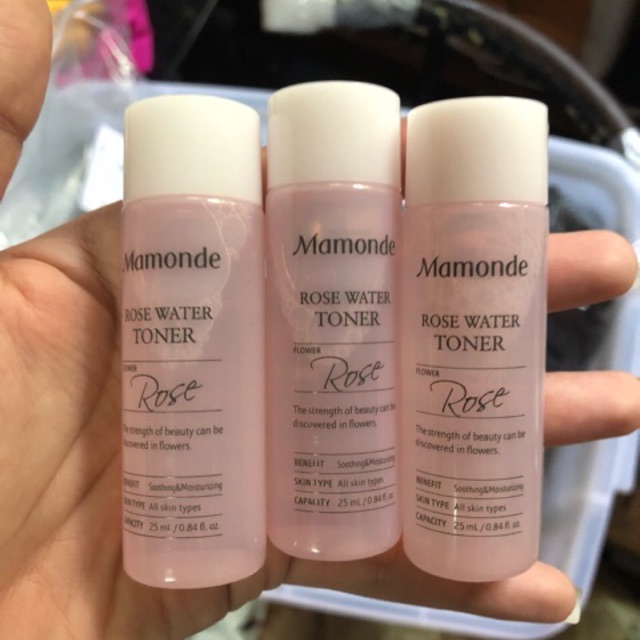 Mamonde
ROSE WATER
TONER
FLOWER
Rose
The strength of beauty can be
discovered in flowers.
BENEFIT Soothing&Moisturizing
SKIN TYPE All skin types
CAPACITY 25 mL / 0.84 fl. oz.
Mamonde
ROSE WATER
TONER
FLOWER
Rose
The strength of beauty can be
discovered in flowers.
BENEFIT Soothing&Moisturizing
SKIN TYPE All skin types
CAPACITY 25 mL / 0.84 fl. oz.
Mamonde
ROSE WATER
TONER
FLOWER
Rose
The strength of beauty can be
discovered in flowers.
BENEFIT Soothing&Moisturizing
SKIN TYPE All skin types
CAPACITY 25 mL / 0.84 fl. oz.